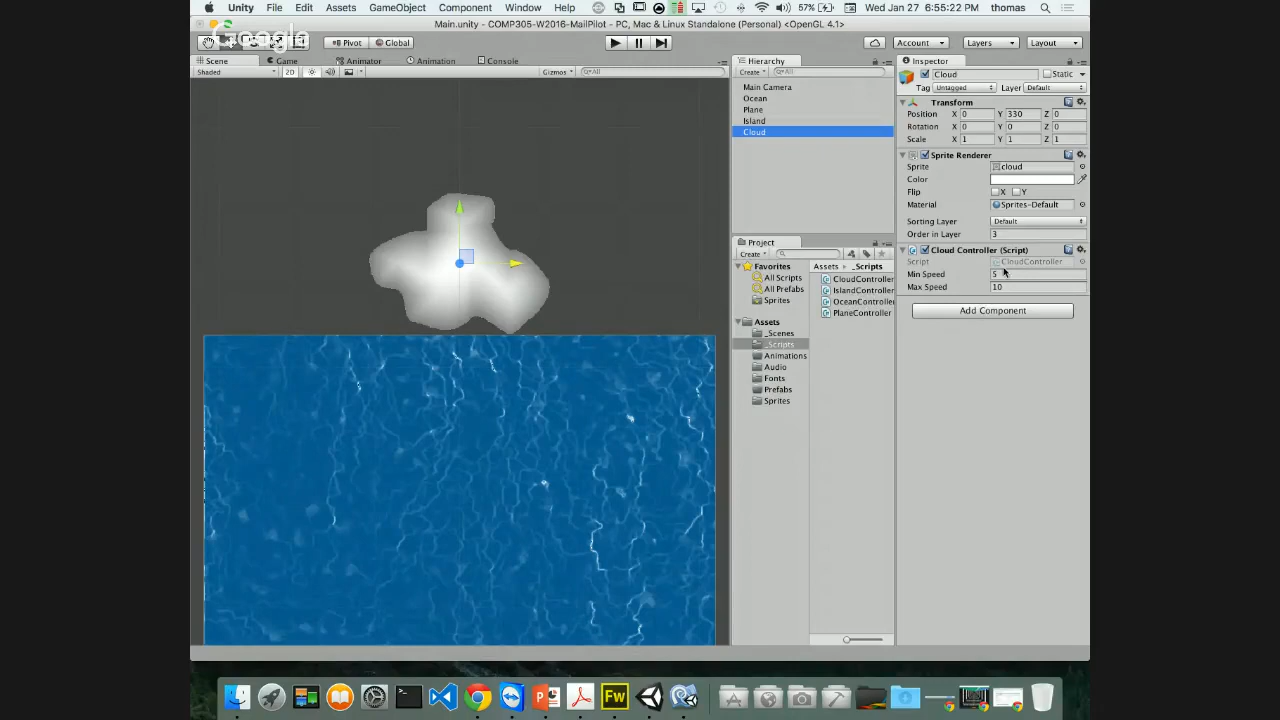 Unity File Edit Assets GameObject Component Window Help 57% Wed Jan 27 6:55:22 PM thomas
Main.unity - COMP305-W2016-MailPilot - PC, Mac & Linux Standalone (Personal) <OpenGL 4.1>
Google
Pivot Global Account Layers Layout
Scene Game Animator Animation Console
Shaded 2D Gizmos All
Hierarchy
Create All
Main Camera
Ocean
Plane
Island
Cloud
Project
Create
Favorites
All Scripts
All Prefabs
Sprites
Assets
_Scenes
_Scripts
Animations
Audio
Fonts
Prefabs
Sprites
Assets _Scripts
CloudController
IslandController
OceanController
PlaneController
Inspector
Cloud Static
Tag Untagged Layer Default
Transform
Position X 0 Y 330 Z 0
Rotation X 0 Y 0 Z 0
Scale X 1 Y 1 Z 1
Sprite Renderer
Sprite cloud
Color
Flip X Y
Material Sprites-Default
Sorting Layer Default
Order in Layer 3
Cloud Controller (Script)
Script CloudController
Min Speed 5
Max Speed 10
Add Component
Fw